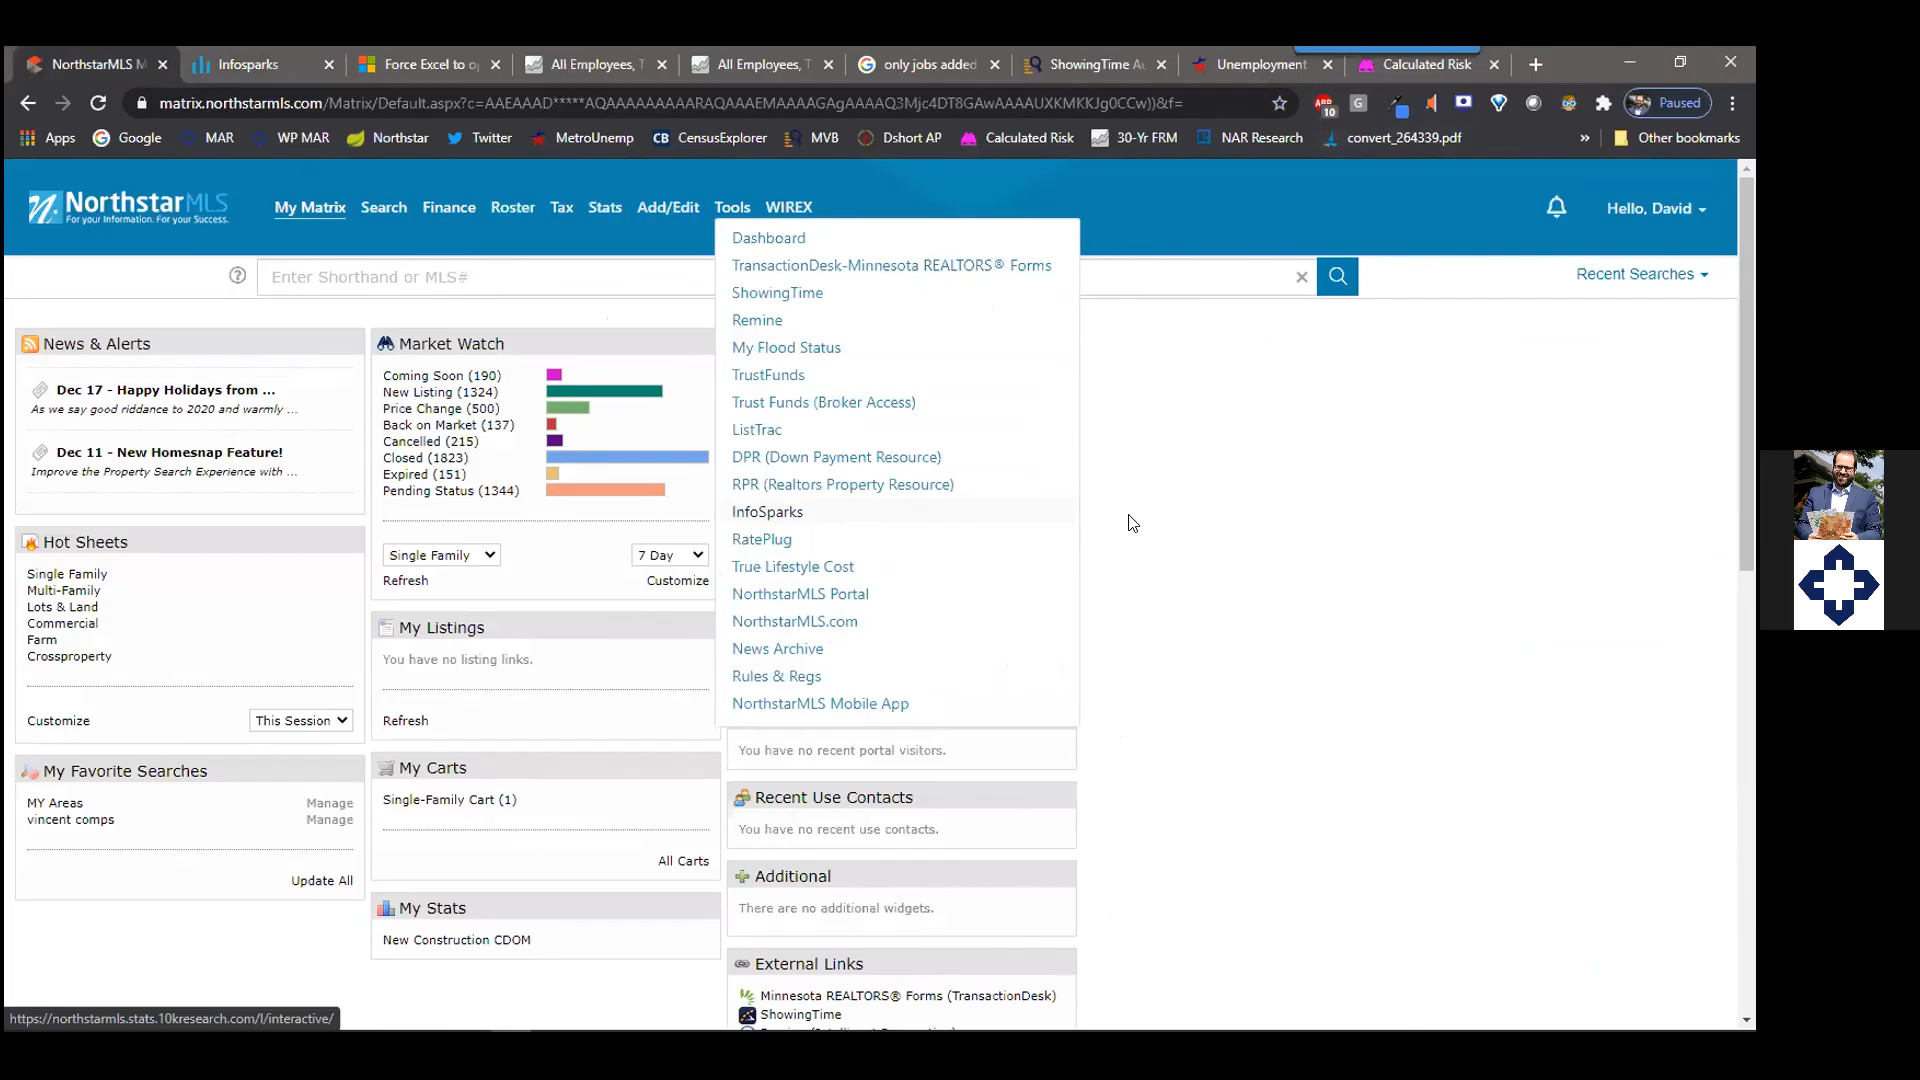 NorthstarMLS M
Infosparks
Force Excel to o
All Employees, T
All Employees, T
only jobs added
ShowingTime Au
Unemployment
Calculated Risk
matrix.northstarmls.com/Matrix/Default.aspx?c=AAEAAAD*****AQAAAAAAAAARAQAAAEMAAAAGAgAAAAQ3Mjc4DT8GAwAAAAUXKMKKJg0CCw))&f=
ABP
10
G
Paused
Apps
Google
MAR
WP MAR
Northstar
Twitter
MetroUnemp
CB CensusExplorer
MVB
Dshort AP
Calculated Risk
30-Yr FRM
NAR Research
convert_264339.pdf
»
Other bookmarks
NorthstarMLS
For your Information. For your Success.
My Matrix
Search
Finance
Roster
Tax
Stats
Add/Edit
Tools
WIREX
Hello, David
Enter Shorthand or MLS#
Recent Searches
Dashboard
TransactionDesk-Minnesota REALTORS® Forms
ShowingTime
Remine
My Flood Status
TrustFunds
Trust Funds (Broker Access)
ListTrac
DPR (Down Payment Resource)
RPR (Realtors Property Resource)
InfoSparks
RatePlug
True Lifestyle Cost
NorthstarMLS Portal
NorthstarMLS.com
News Archive
Rules & Regs
NorthstarMLS Mobile App
News & Alerts
Dec 17 - Happy Holidays from ...
As we say good riddance to 2020 and warmly ...
Dec 11 - New Homesnap Feature!
Improve the Property Search Experience with ...
Hot Sheets
Single Family
Multi-Family
Lots & Land
Commercial
Farm
Crossproperty
Customize
This Session
My Favorite Searches
MY Areas Manage
vincent comps Manage
Update All
Market Watch
Coming Soon (190)
New Listing (1324)
Price Change (500)
Back on Market (137)
Cancelled (215)
Closed (1823)
Expired (151)
Pending Status (1344)
Single Family
7 Day
Refresh
Customize
My Listings
You have no listing links.
Refresh
My Carts
Single-Family Cart (1)
All Carts
My Stats
New Construction CDOM
You have no recent portal visitors.
Recent Use Contacts
You have no recent use contacts.
Additional
There are no additional widgets.
External Links
Minnesota REALTORS® Forms (TransactionDesk)
ShowingTime
https://northstarmls.stats.10kresearch.com/l/interactive/